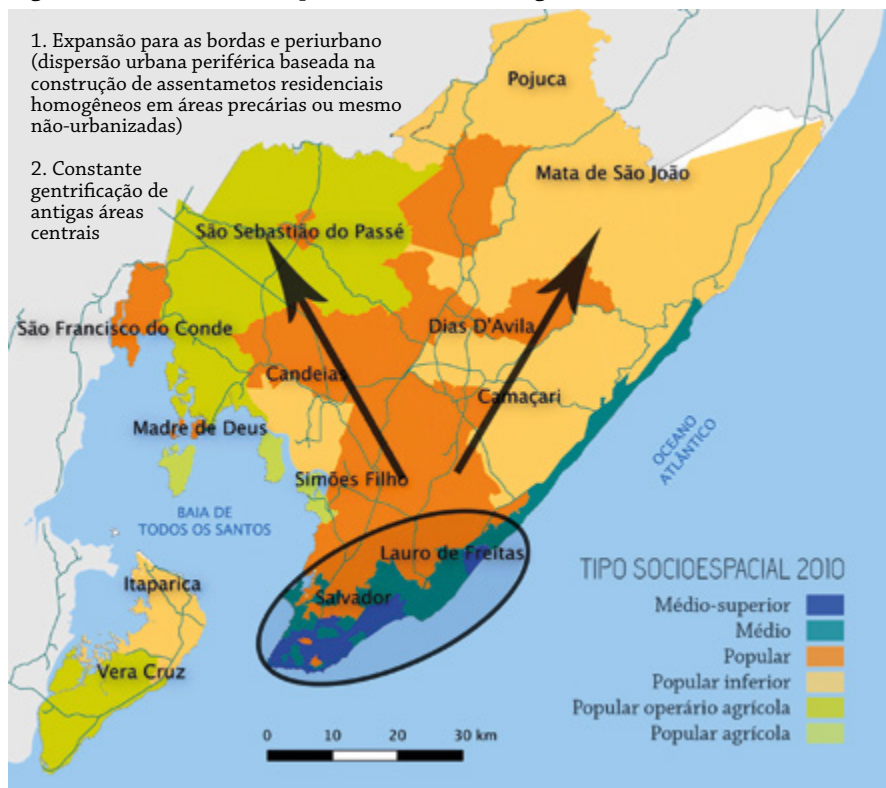 1. Expansão para as bordas e periurbano
(dispersão urbana periférica baseada na
construção de assentametos residenciais
homogêneos em áreas precárias ou mesmo
não-urbanizadas)
2. Constante
gentrificação de
antigas áreas
centrais
Pojuca
Mata de São João
São Sebastião do Passé
São Francisco do Conde
Dias D'Avila
Candeias
Camaçari
Madre de Deus
Simões Filho
OCEANO
ATLÂNTICO
BAIA DE
TODOS OS SANTOS
Lauro de Freitas
Itaparica
Salvador
Vera Cruz
TIPO SOCIOESPACIAL 2010
Médio-superior
Médio
Popular
Popular inferior
Popular operário agrícola
Popular agrícola
0 10 20 30 km